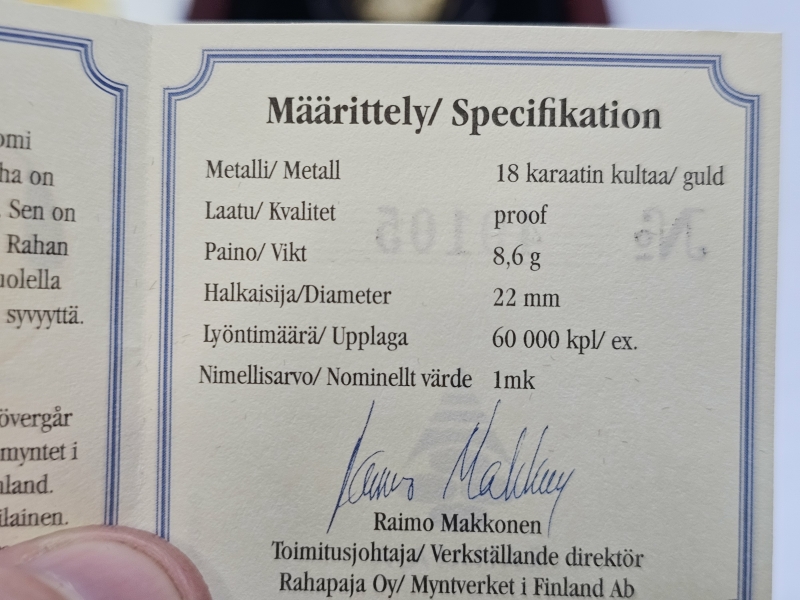 omi
ha on
Sen on
Rahan
uolella
syvyyttä.
övergår
myntet i
nland.
ilainen.
Määrittely/ Specifikation
Metalli/ Metall 18 karaatin kultaa/ guld
Laatu/ Kvalitet proof
Paino/ Vikt 8,6 g
Halkaisija/Diameter 22 mm
Lyöntimäärä/ Upplaga 60 000 kpl/ ex.
Nimellisarvo/ Nominellt värde 1mk
Raimo Makkonen
Toimitusjohtaja/ Verkställande direktör
Rahapaja Oy/ Myntverket i Finland Ab